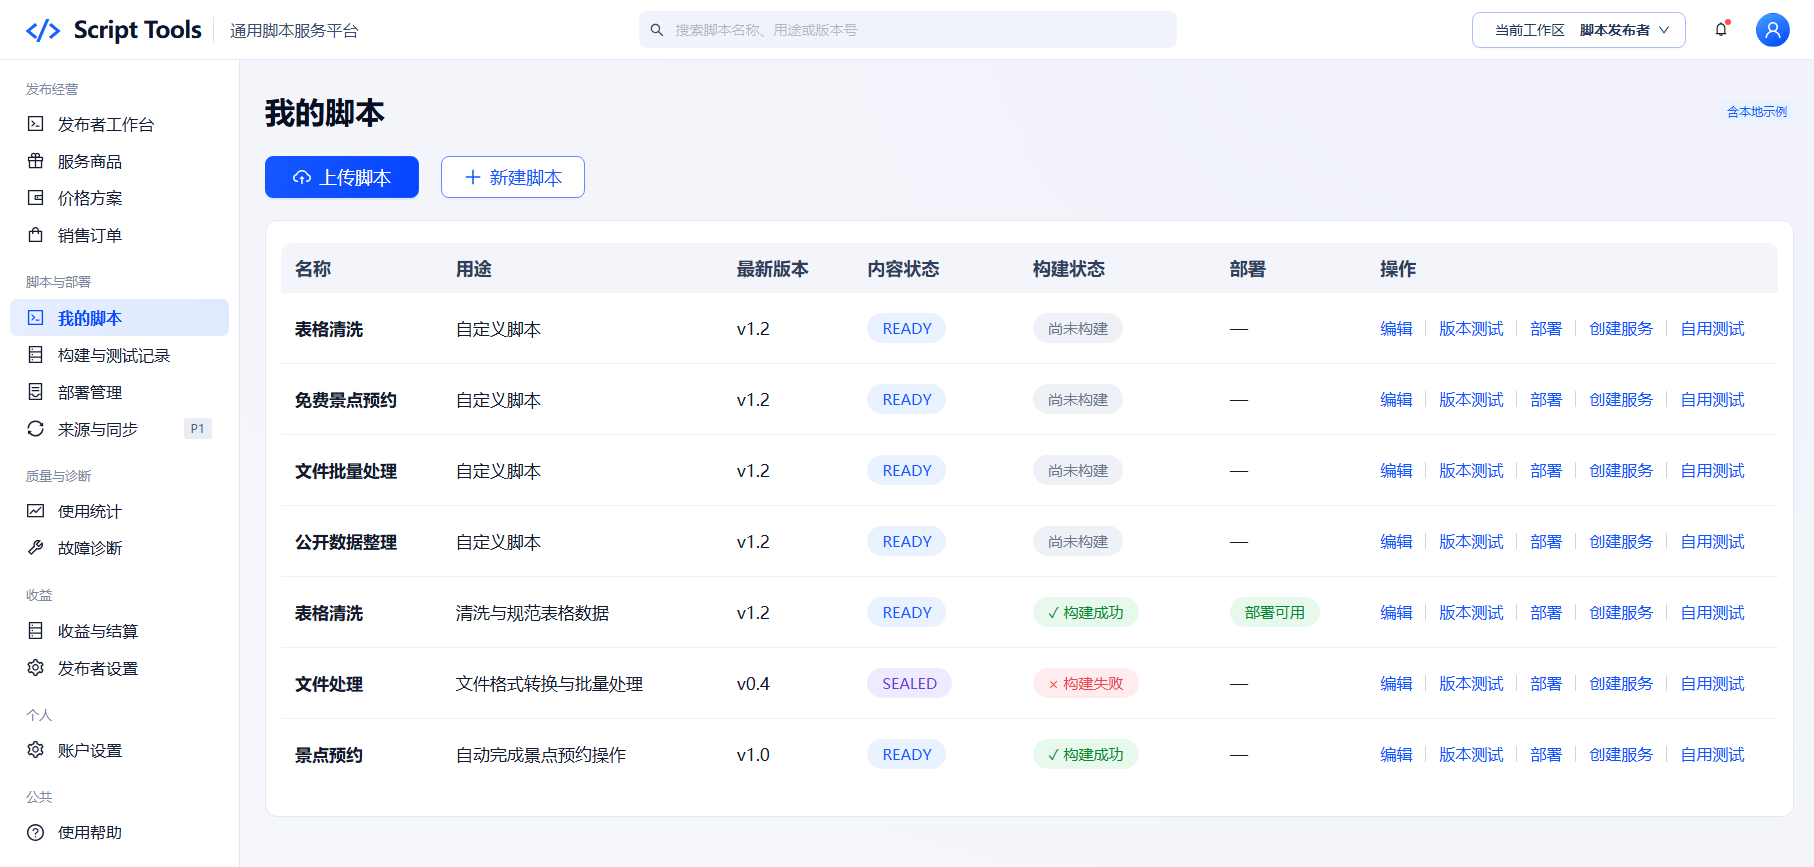 </> Script Tools 通用脚本服务平台 搜索脚本名称、用途或版本号 当前工作区 脚本发布者
发布经营
发布者工作台
服务商品
价格方案
销售订单
脚本与部署
我的脚本
构建与测试记录
部署管理
来源与同步 P1
质量与诊断
使用统计
故障诊断
收益
收益与结算
发布者设置
个人
账户设置
公共
使用帮助
我的脚本 含本地示例
上传脚本 新建脚本
名称 用途 最新版本 内容状态 构建状态 部署 操作
表格清洗 自定义脚本 v1.2 READY 尚未构建 — 编辑 版本测试 部署 创建服务 自用测试
免费景点预约 自定义脚本 v1.2 READY 尚未构建 — 编辑 版本测试 部署 创建服务 自用测试
文件批量处理 自定义脚本 v1.2 READY 尚未构建 — 编辑 版本测试 部署 创建服务 自用测试
公开数据整理 自定义脚本 v1.2 READY 尚未构建 — 编辑 版本测试 部署 创建服务 自用测试
表格清洗 清洗与规范表格数据 v1.2 READY ✓ 构建成功 部署可用 编辑 版本测试 部署 创建服务 自用测试
文件处理 文件格式转换与批量处理 v0.4 SEALED × 构建失败 — 编辑 版本测试 部署 创建服务 自用测试
景点预约 自动完成景点预约操作 v1.0 READY ✓ 构建成功 — 编辑 版本测试 部署 创建服务 自用测试